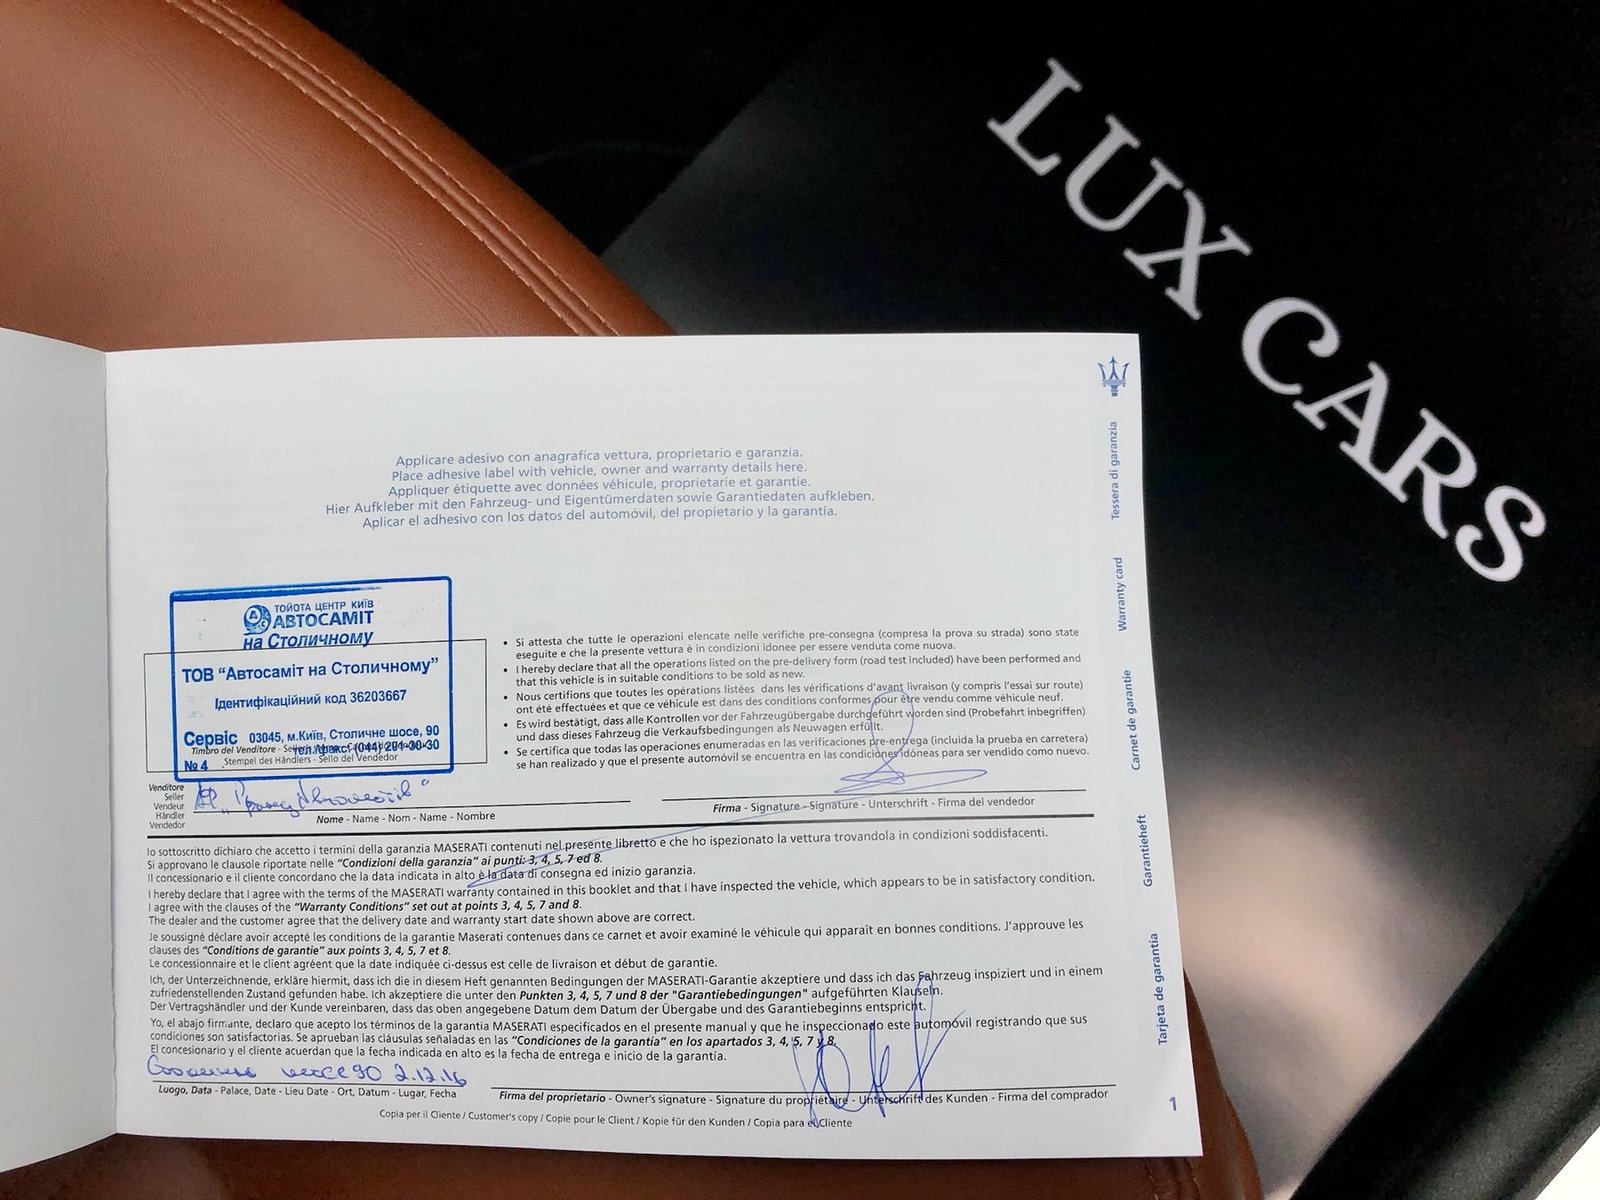 LUX CARS
Applicare adesivo con anagrafica vettura, proprietario e garanzia.
Place adhesive label with vehicle, owner and warranty details here.
Appliquer étiquette avec données véhicule, proprietarie et garantie.
Hier Aufkleber mit den Fahrzeug- und Eigentümerdaten sowie Garantiedaten aufkleben.
Aplicar el adhesivo con los datos del automóvil, del propietario y la garantía.
ТОЙОТА ЦЕНТР КИЇВ
АВТОСАМІТ
на Столичному
ТОВ “Автосаміт на Столичному”
Ідентифікаційний код 36203667
Сервіс 03045, м.Київ, Столичне шосе, 90
тел./факс: (044) 201-30-30
№ 4
Timbro del Venditore -
Stempel des Händlers - Sello del Vendedor
• Si attesta che tutte le operazioni elencate nelle verifiche pre-consegna (compresa la prova su strada) sono state
eseguite e che la presente vettura è in condizioni idonee per essere venduta come nuova.
• I hereby declare that all the operations listed on the pre-delivery form (road test included) have been performed and
that this vehicle is in suitable conditions to be sold as new.
• Nous certifions que toutes les opérations listées dans les vérifications d’avant livraison (y compris l’essai sur route)
ont été effectuées et que ce véhicule est dans des conditions conformes pour être vendu comme véhicule neuf.
• Es wird bestätigt, dass alle Kontrollen vor der Fahrzeugübergabe durchgeführt worden sind (Probefahrt inbegriffen)
und dass dieses Fahrzeug die Verkaufsbedingungen als Neuwagen erfüllt.
• Se certifica que todas las operaciones enumeradas en las verificaciones pre-entrega (incluida la prueba en carretera)
se han realizado y que el presente automóvil se encuentra en las condiciones idóneas para ser vendido como nuevo.
Venditore
Seller
Vendeur
Händler
Vendedor
Nome - Name - Nom - Name - Nombre
Firma - Signature - Signature - Unterschrift - Firma del vendedor
Io sottoscritto dichiaro che accetto i termini della garanzia MASERATI contenuti nel presente libretto e che ho ispezionato la vettura trovandola in condizioni soddisfacenti.
Si approvano le clausole riportate nelle “Condizioni della garanzia” ai punti: 3, 4, 5, 7 ed 8.
Il concessionario e il cliente concordano che la data indicata in alto è la data di consegna ed inizio garanzia.
I hereby declare that I agree with the terms of the MASERATI warranty contained in this booklet and that I have inspected the vehicle, which appears to be in satisfactory condition.
I agree with the clauses of the “Warranty Conditions” set out at points 3, 4, 5, 7 and 8.
The dealer and the customer agree that the delivery date and warranty start date shown above are correct.
Je soussigné déclare avoir accepté les conditions de la garantie Maserati contenues dans ce carnet et avoir examiné le véhicule qui apparaît en bonnes conditions. J’approuve les
clauses des “Conditions de garantie” aux points 3, 4, 5, 7 et 8.
Le concessionnaire et le client agréent que la date indiquée ci-dessus est celle de livraison et début de garantie.
Ich, der Unterzeichnende, erkläre hiermit, dass ich die in diesem Heft genannten Bedingungen der MASERATI-Garantie akzeptiere und dass ich das Fahrzeug inspiziert und in einem
zufriedenstellenden Zustand gefunden habe. Ich akzeptiere die unter den Punkten 3, 4, 5, 7 und 8 der "Garantiebedingungen" aufgeführten Klauseln.
Der Vertragshändler und der Kunde vereinbaren, dass das oben angegebene Datum dem Datum der Übergabe und des Garantiebeginns entspricht.
Yo, el abajo firmante, declaro que acepto los términos de la garantía MASERATI especificados en el presente manual y que he inspeccionado este automóvil registrando que sus
condiciones son satisfactorias. Se aprueban las cláusulas señaladas en las “Condiciones de la garantía” en los apartados 3, 4, 5, 7 y 8.
El concesionario y el cliente acuerdan que la fecha indicada en alto es la fecha de entrega e inicio de la garantía.
90 2.12.16
Luogo, Data - Palace, Date - Lieu Date - Ort, Datum - Lugar, Fecha
Firma del proprietario - Owner’s signature - Signature du propriétaire - Unterschrift des Kunden - Firma del comprador
Copia per il Cliente / Customer’s copy / Copie pour le Client / Kopie für den Kunden / Copia para el Cliente
Tessera di garanzia
Warranty card
Carnet de garantie
Garantieheft
Tarjeta de garantía
1